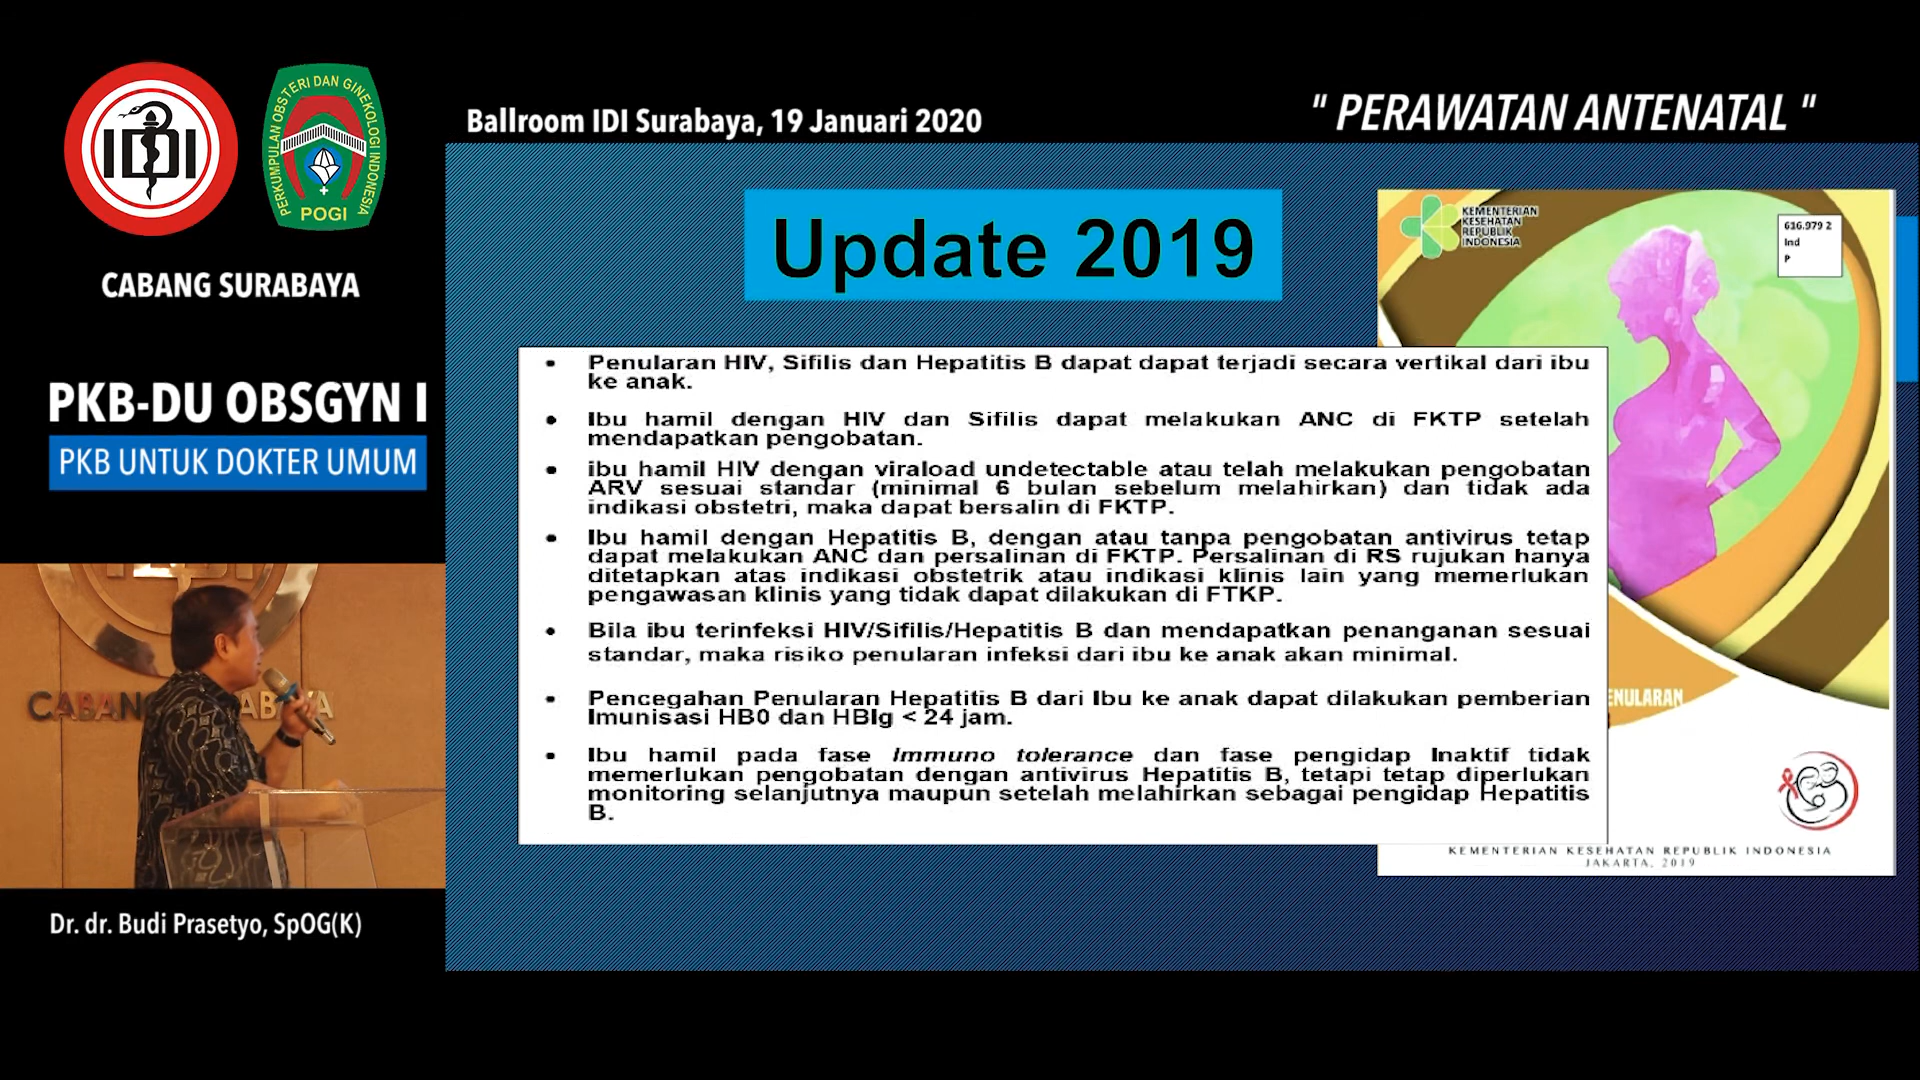 IDI
PERKUMPULAN OBSTERI DAN GINEKOLOGI INDONESIA
POGI
CABANG SURABAYA
PKB-DU OBSGYN I
PKB UNTUK DOKTER UMUM
Ballroom IDI Surabaya, 19 Januari 2020
" PERAWATAN ANTENATAL "
Update 2019
KEMENTERIAN
KESEHATAN
REPUBLIK
INDONESIA
616.979 2
Ind
P
• Penularan HIV, Sifilis dan Hepatitis B dapat dapat terjadi secara vertikal dari ibu
ke anak.
• Ibu hamil dengan HIV dan Sifilis dapat melakukan ANC di FKTP setelah
mendapatkan pengobatan.
• ibu hamil HIV dengan viraload undetectable atau telah melakukan pengobatan
ARV sesuai standar (minimal 6 bulan sebelum melahirkan) dan tidak ada
indikasi obstetri, maka dapat bersalin di FKTP.
• Ibu hamil dengan Hepatitis B, dengan atau tanpa pengobatan antivirus tetap
dapat melakukan ANC dan persalinan di FKTP. Persalinan di RS rujukan hanya
ditetapkan atas indikasi obstetrik atau indikasi klinis lain yang memerlukan
pengawasan klinis yang tidak dapat dilakukan di FTKP.
• Bila ibu terinfeksi HIV/Sifilis/Hepatitis B dan mendapatkan penanganan sesuai
standar, maka risiko penularan infeksi dari ibu ke anak akan minimal.
• Pencegahan Penularan Hepatitis B dari Ibu ke anak dapat dilakukan pemberian
Imunisasi HB0 dan HBIg < 24 jam.
• Ibu hamil pada fase Immuno tolerance dan fase pengidap Inaktif tidak
memerlukan pengobatan dengan antivirus Hepatitis B, tetapi tetap diperlukan
monitoring selanjutnya maupun setelah melahirkan sebagai pengidap Hepatitis
B.
ENULARAN
KEMENTERIAN KESEHATAN REPUBLIK INDONESIA
JAKARTA, 2019
Dr. dr. Budi Prasetyo, SpOG(K)